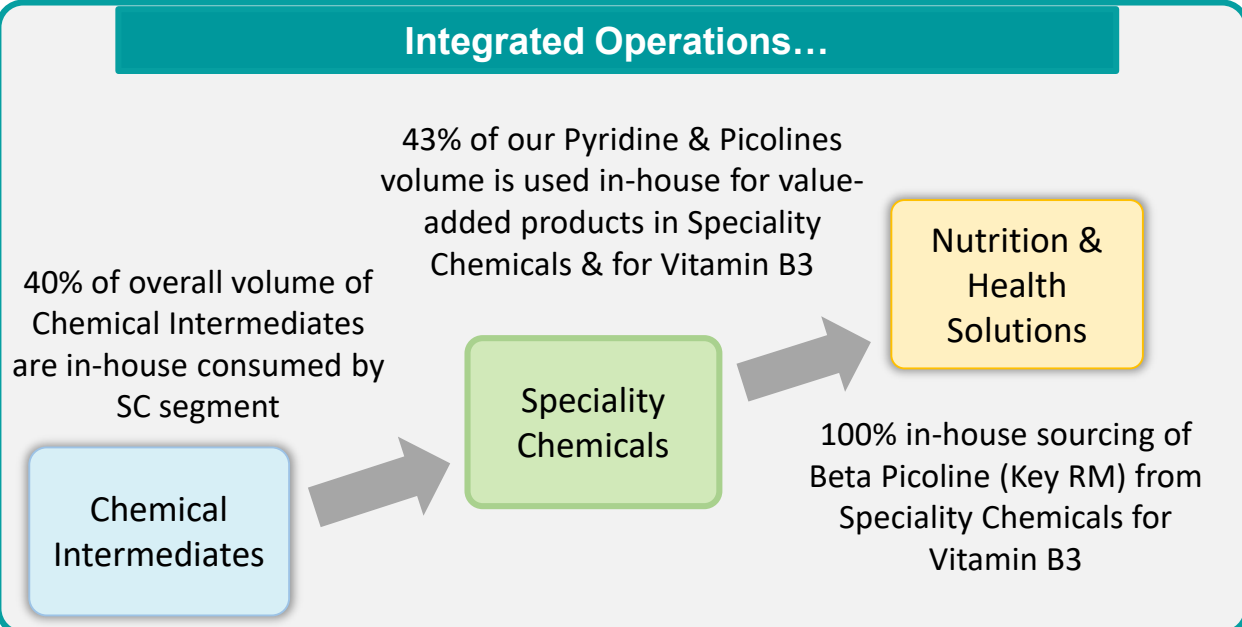 Integrated Operations…
43% of our Pyridine & Picolines
volume is used in-house for value-
added products in Speciality
Chemicals & for Vitamin B3
40% of overall volume of
Chemical Intermediates
are in-house consumed by
SC segment
Nutrition &
Health
Solutions
Speciality
Chemicals
100% in-house sourcing of
Beta Picoline (Key RM) from
Speciality Chemicals for
Vitamin B3
Chemical
Intermediates